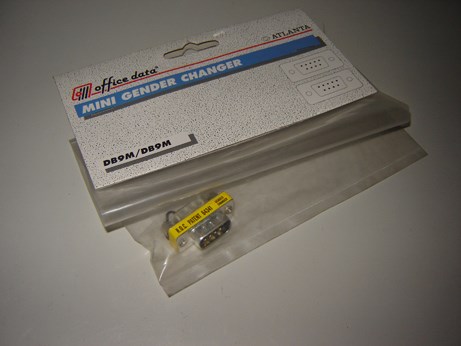 office data
ATLANTA
MINI GENDER CHANGER
DB9M/DB9M